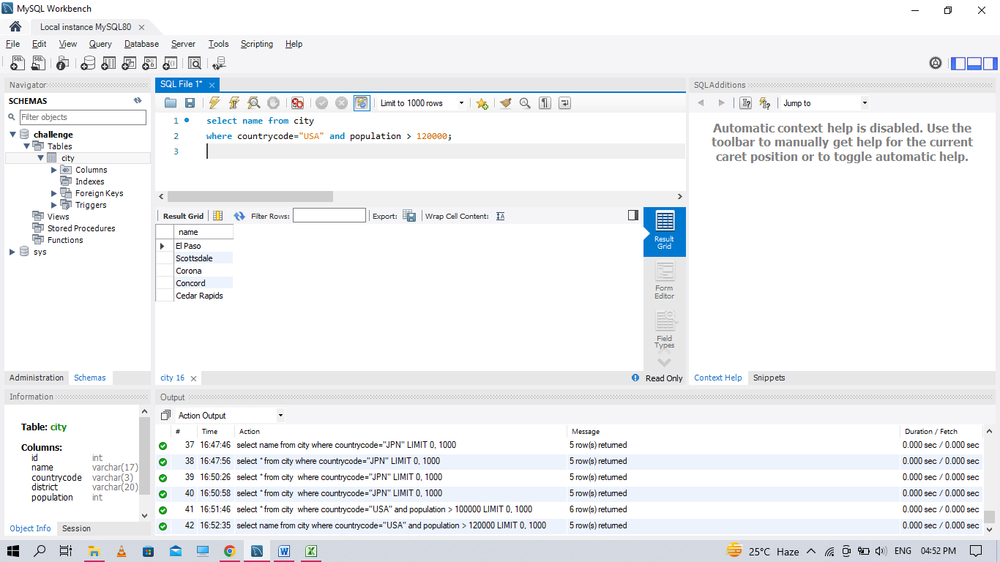 MySQL Workbench
Local instance MySQL80
File Edit View Query Database Server Tools Scripting Help
Navigator
SCHEMAS
Filter objects
challenge
Tables
city
Columns
Indexes
Foreign Keys
Triggers
Views
Stored Procedures
Functions
sys
Administration Schemas
Information
Table: city
Columns:
id int
name varchar(17)
countrycode varchar(3)
district varchar(20)
population int
Object Info Session
SQL File 1*
Limit to 1000 rows
1 select name from city
2 where countrycode="USA" and population > 120000;
3
Result Grid Filter Rows: Export: Wrap Cell Content:
name
El Paso
Scottsdale
Corona
Concord
Cedar Rapids
Result
Grid
Form
Editor
Field
Types
city 16
Read Only
SQLAdditions
Jump to
Automatic context help is disabled. Use the
toolbar to manually get help for the current
caret position or to toggle automatic help.
Context Help Snippets
Output
Action Output
# Time Action Message Duration / Fetch
37 16:47:46 select name from city where countrycode="JPN" LIMIT 0, 1000 5 row(s) returned 0.000 sec / 0.000 sec
38 16:47:56 select * from city where countrycode="JPN" LIMIT 0, 1000 5 row(s) returned 0.000 sec / 0.000 sec
39 16:50:26 select * from city where countrycode="JPN" LIMIT 0, 1000 5 row(s) returned 0.000 sec / 0.000 sec
40 16:50:58 select * from city where countrycode="JPN" LIMIT 0, 1000 5 row(s) returned 0.000 sec / 0.000 sec
41 16:51:46 select * from city where countrycode="USA" and population > 100000 LIMIT 0, 1000 6 row(s) returned 0.000 sec / 0.000 sec
42 16:52:35 select name from city where countrycode="USA" and population > 120000 LIMIT 0, 1000 5 row(s) returned 0.000 sec / 0.000 sec
25°C Haze ENG 04:52 PM